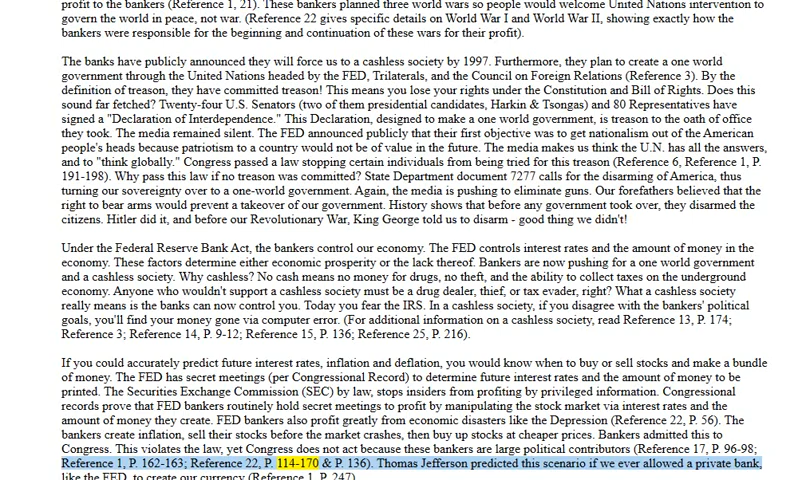 profit to the bankers (Reference 1, 21). These bankers planned three world wars so people would welcome United Nations intervention to
govern the world in peace, not war. (Reference 22 gives specific details on World War I and World War II, showing exactly how the
bankers were responsible for the beginning and continuation of these wars for their profit).
The banks have publicly announced they will force us to a cashless society by 1997. Furthermore, they plan to create a one world
government through the United Nations headed by the FED, Trilaterals, and the Council on Foreign Relations (Reference 3). By the
definition of treason, they have committed treason! This means you lose your rights under the Constitution and Bill of Rights. Does this
sound far fetched? Twenty-four U.S. Senators (two of them presidential candidates, Harkin & Tsongas) and 80 Representatives have
signed a "Declaration of Interdependence." This Declaration, designed to make a one world government, is treason to the oath of office
they took. The media remained silent. The FED announced publicly that their first objective was to get nationalism out of the American
people's heads because patriotism to a country would not be of value in the future. The media makes us think the U.N. has all the answers,
and to "think globally." Congress passed a law stopping certain individuals from being tried for this treason (Reference 6, Reference 1, P.
191-198). Why pass this law if no treason was committed? State Department document 7277 calls for the disarming of America, thus
turning our sovereignty over to a one-world government. Again, the media is pushing to eliminate guns. Our forefathers believed that the
right to bear arms would prevent a takeover of our government. History shows that before any government took over, they disarmed the
citizens. Hitler did it, and before our Revolutionary War, King George told us to disarm - good thing we didn't!
Under the Federal Reserve Bank Act, the bankers control our economy. The FED controls interest rates and the amount of money in the
economy. These factors determine either economic prosperity or the lack thereof. Bankers are now pushing for a one world government
and a cashless society. Why cashless? No cash means no money for drugs, no theft, and the ability to collect taxes on the underground
economy. Anyone who wouldn't support a cashless society must be a drug dealer, thief, or tax evader, right? What a cashless society
really means is the banks can now control you. Today you fear the IRS. In a cashless society, if you disagree with the bankers' political
goals, you'll find your money gone via computer error. (For additional information on a cashless society, read Reference 13, P. 174;
Reference 3; Reference 14, P. 9-12; Reference 15, P. 136; Reference 25, P. 216).
If you could accurately predict future interest rates, inflation and deflation, you would know when to buy or sell stocks and make a bundle
of money. The FED has secret meetings (per Congressional Record) to determine future interest rates and the amount of money to be
printed. The Securities Exchange Commission (SEC) by law, stops insiders from profiting by privileged information. Congressional
records prove that FED bankers routinely hold secret meetings to profit by manipulating the stock market via interest rates and the
amount of money they create. FED bankers also profit greatly from economic disasters like the Depression (Reference 22, P. 56). The
bankers create inflation, sell their stocks before the market crashes, then buy up stocks at cheaper prices. Bankers admitted this to
Congress. This violates the law, yet Congress does not act because these bankers are large political contributors (Reference 17, P. 96-98;
Reference 1, P. 162-163; Reference 22, P. 114-170 & P. 136). Thomas Jefferson predicted this scenario if we ever allowed a private bank,
like the FED, to create our currency (Reference 1, P. 247).